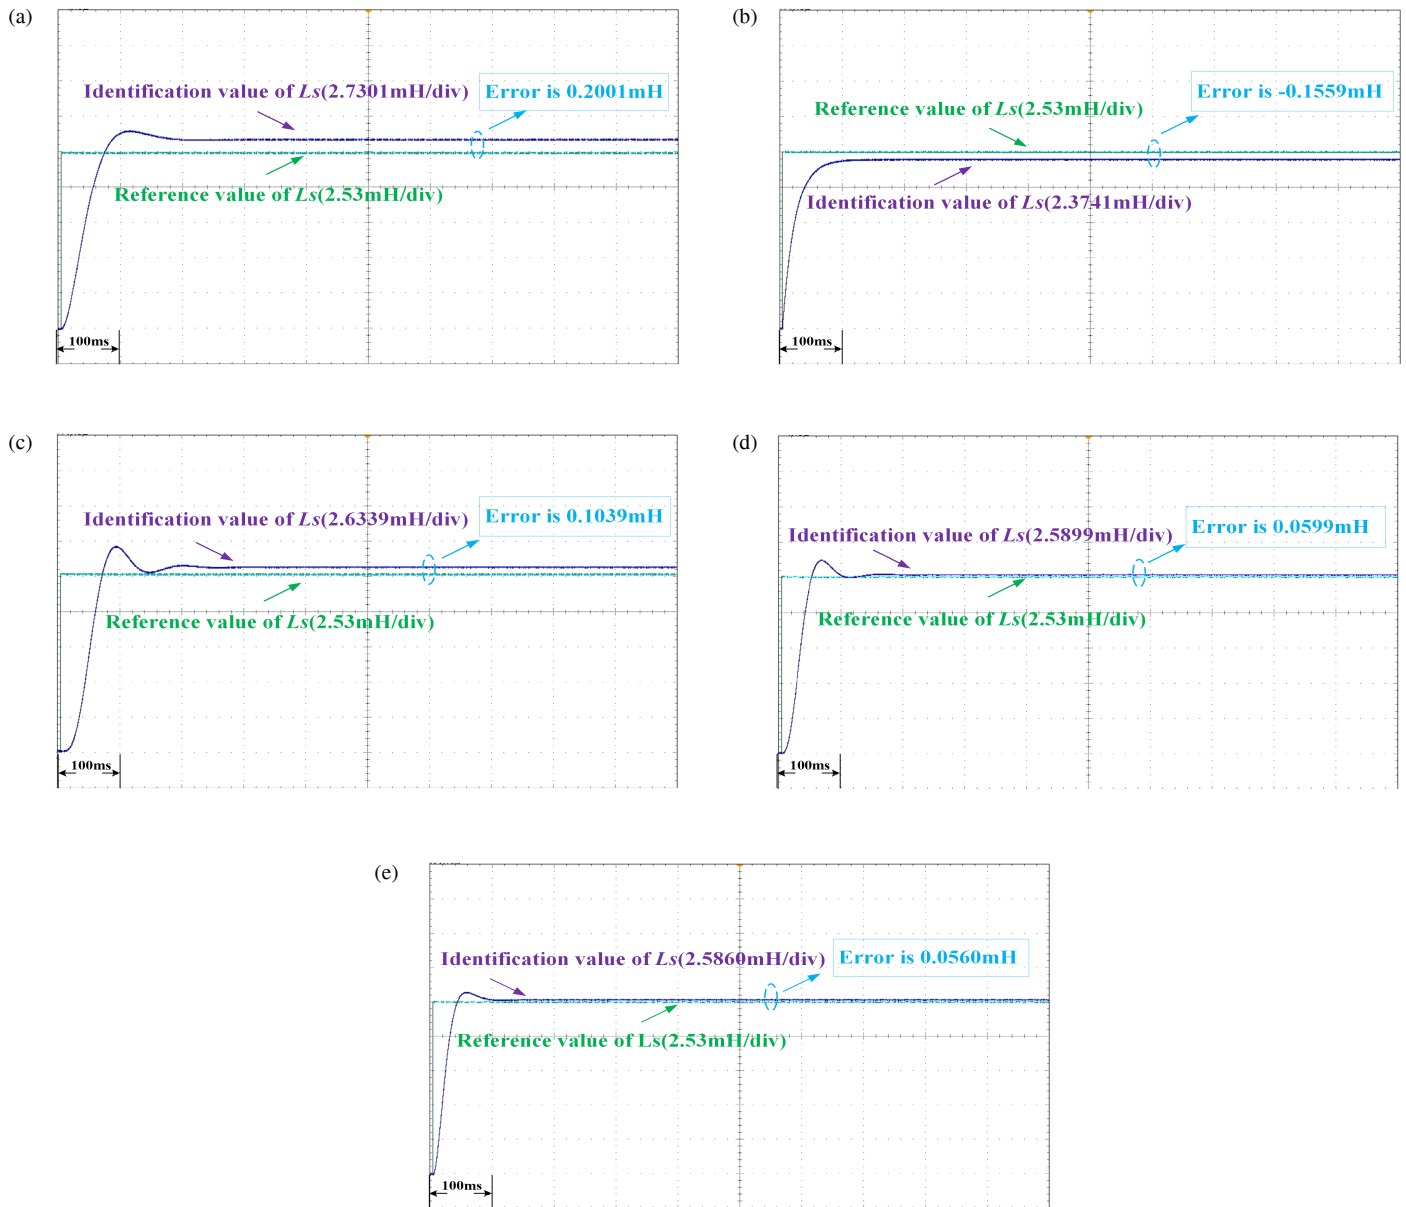 (a)
Identification value of Ls(2.7301mH/div)
Error is 0.2001mH
Reference value of Ls(2.53mH/div)
100ms
(b)
Error is -0.1559mH
Reference value of Ls(2.53mH/div)
Identification value of Ls(2.3741mH/div)
100ms
(c)
Identification value of Ls(2.6339mH/div)
Error is 0.1039mH
Reference value of Ls(2.53mH/div)
100ms
(d)
Identification value of Ls(2.5899mH/div)
Error is 0.0599mH
Reference value of Ls(2.53mH/div)
100ms
(e)
Identification value of Ls(2.5860mH/div)
Error is 0.0560mH
Reference value of Ls(2.53mH/div)
100ms